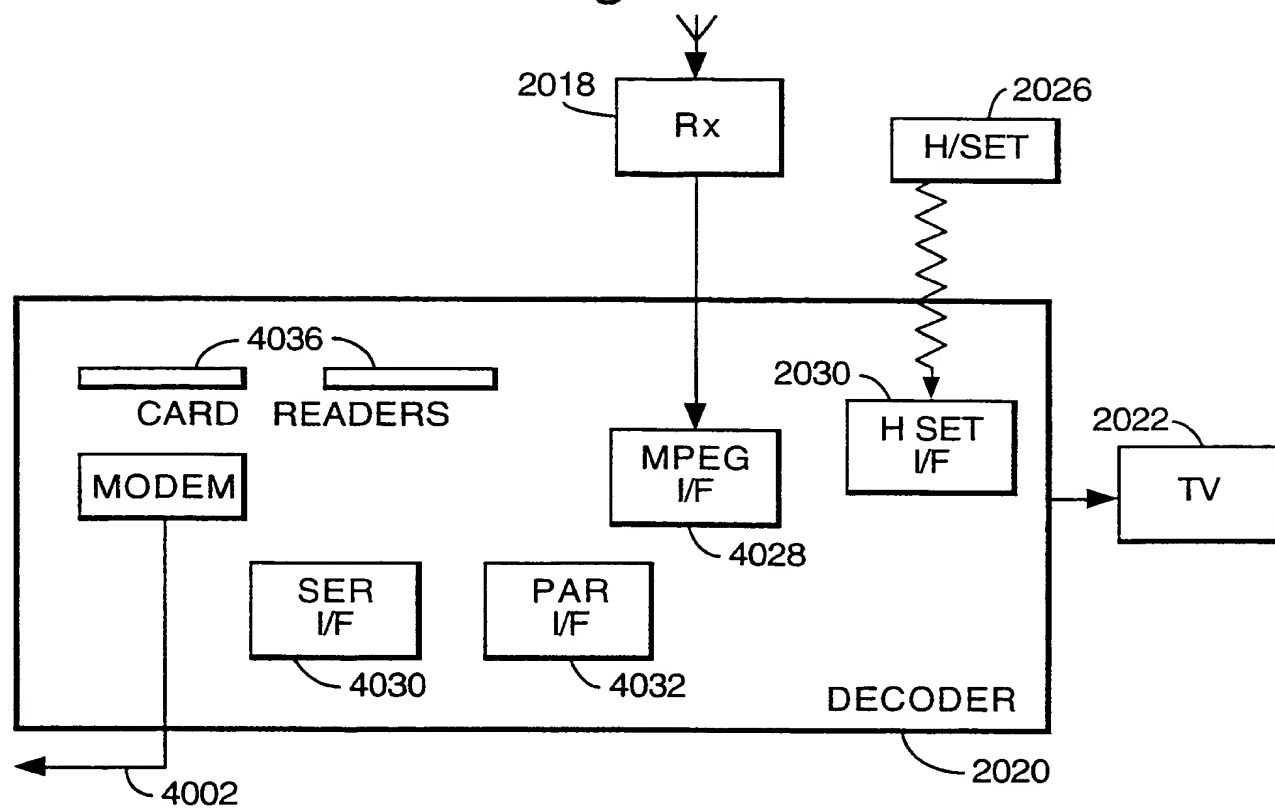 2018
Rx
2026
H/SET
4036
CARD READERS
2030
H SET
I/F
MPEG
I/F
4028
2022
TV
MODEM
SER
I/F
4030
PAR
I/F
4032
DECODER
2020
4002